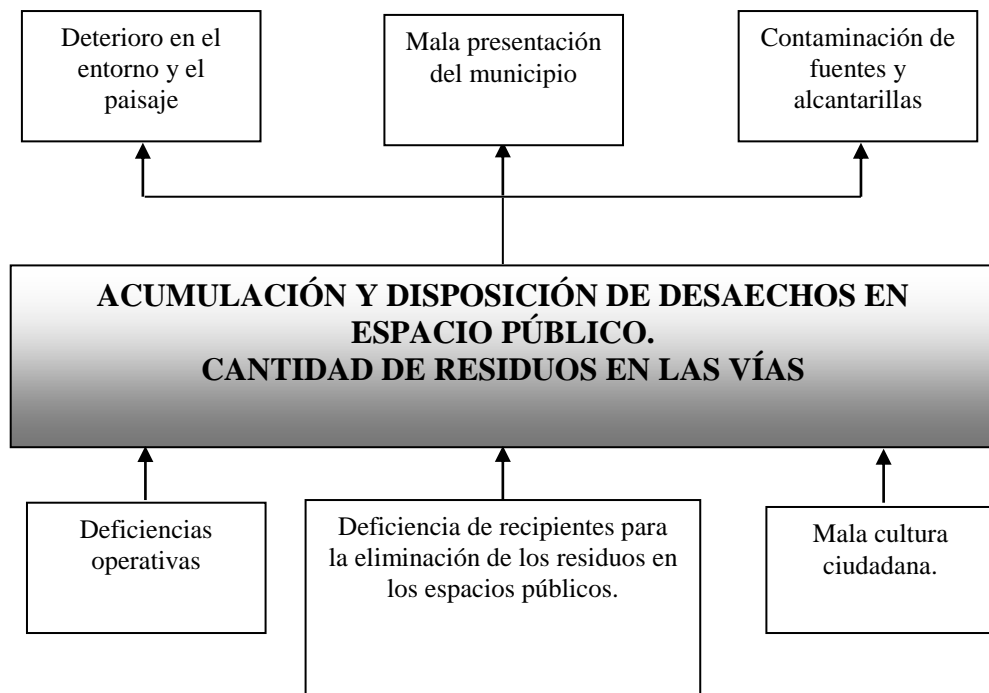 Deterioro en el
entorno y el
paisaje
Mala presentación
del municipio
Contaminación de
fuentes y
alcantarillas
ACUMULACIÓN Y DISPOSICIÓN DE DESAECHOS EN
ESPACIO PÚBLICO.
CANTIDAD DE RESIDUOS EN LAS VÍAS
Deficiencias
operativas
Deficiencia de recipientes para
la eliminación de los residuos en
los espacios públicos.
Mala cultura
ciudadana.